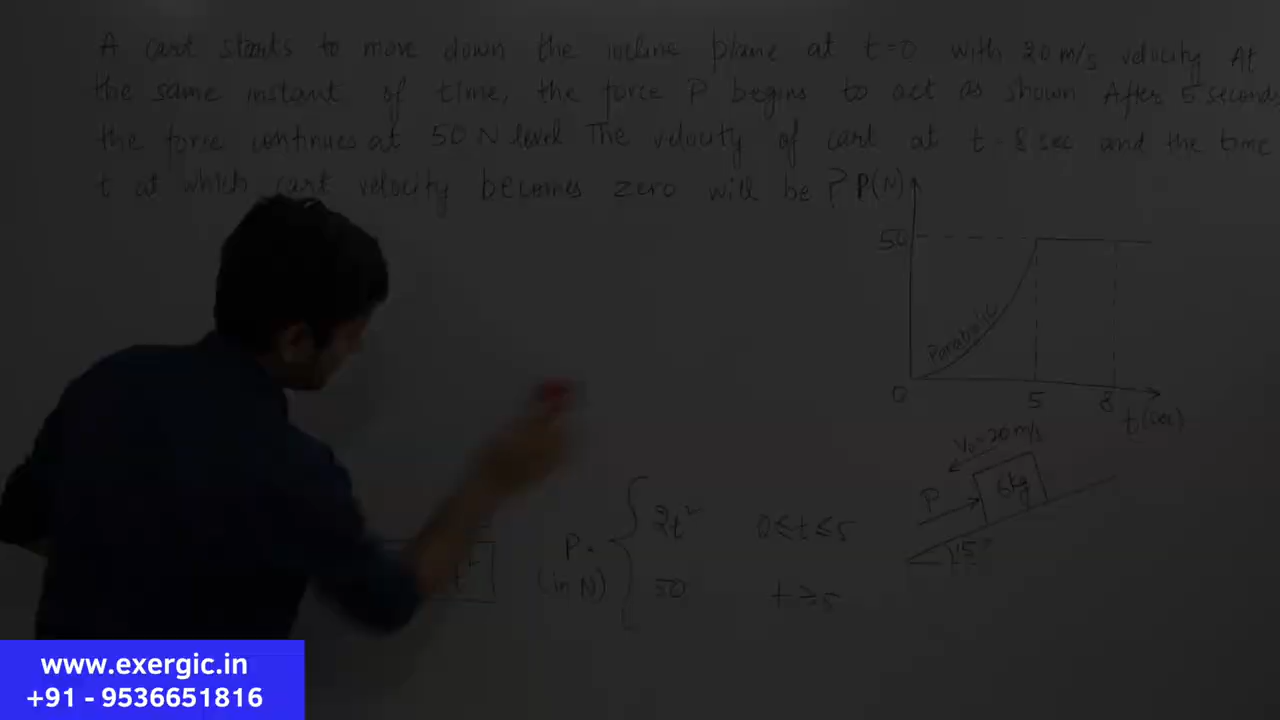 A cart starts to move down the incline plane at t=0 with 20 m/s velocity At
the same instant of time, the force P begins to act as shown After 5 seconds
the force continues at 50 N level The velocity of cart at t = 8 sec and the time
t at which cart velocity becomes zero will be ? P(N)
50
Parabolic
0
5
8
t(sec)
V₀=20m/s
P
6kg
15°
t²
P =
(in N)
2t² 0≤t≤5
50 t≥5
www.exergic.in
+91 - 9536651816